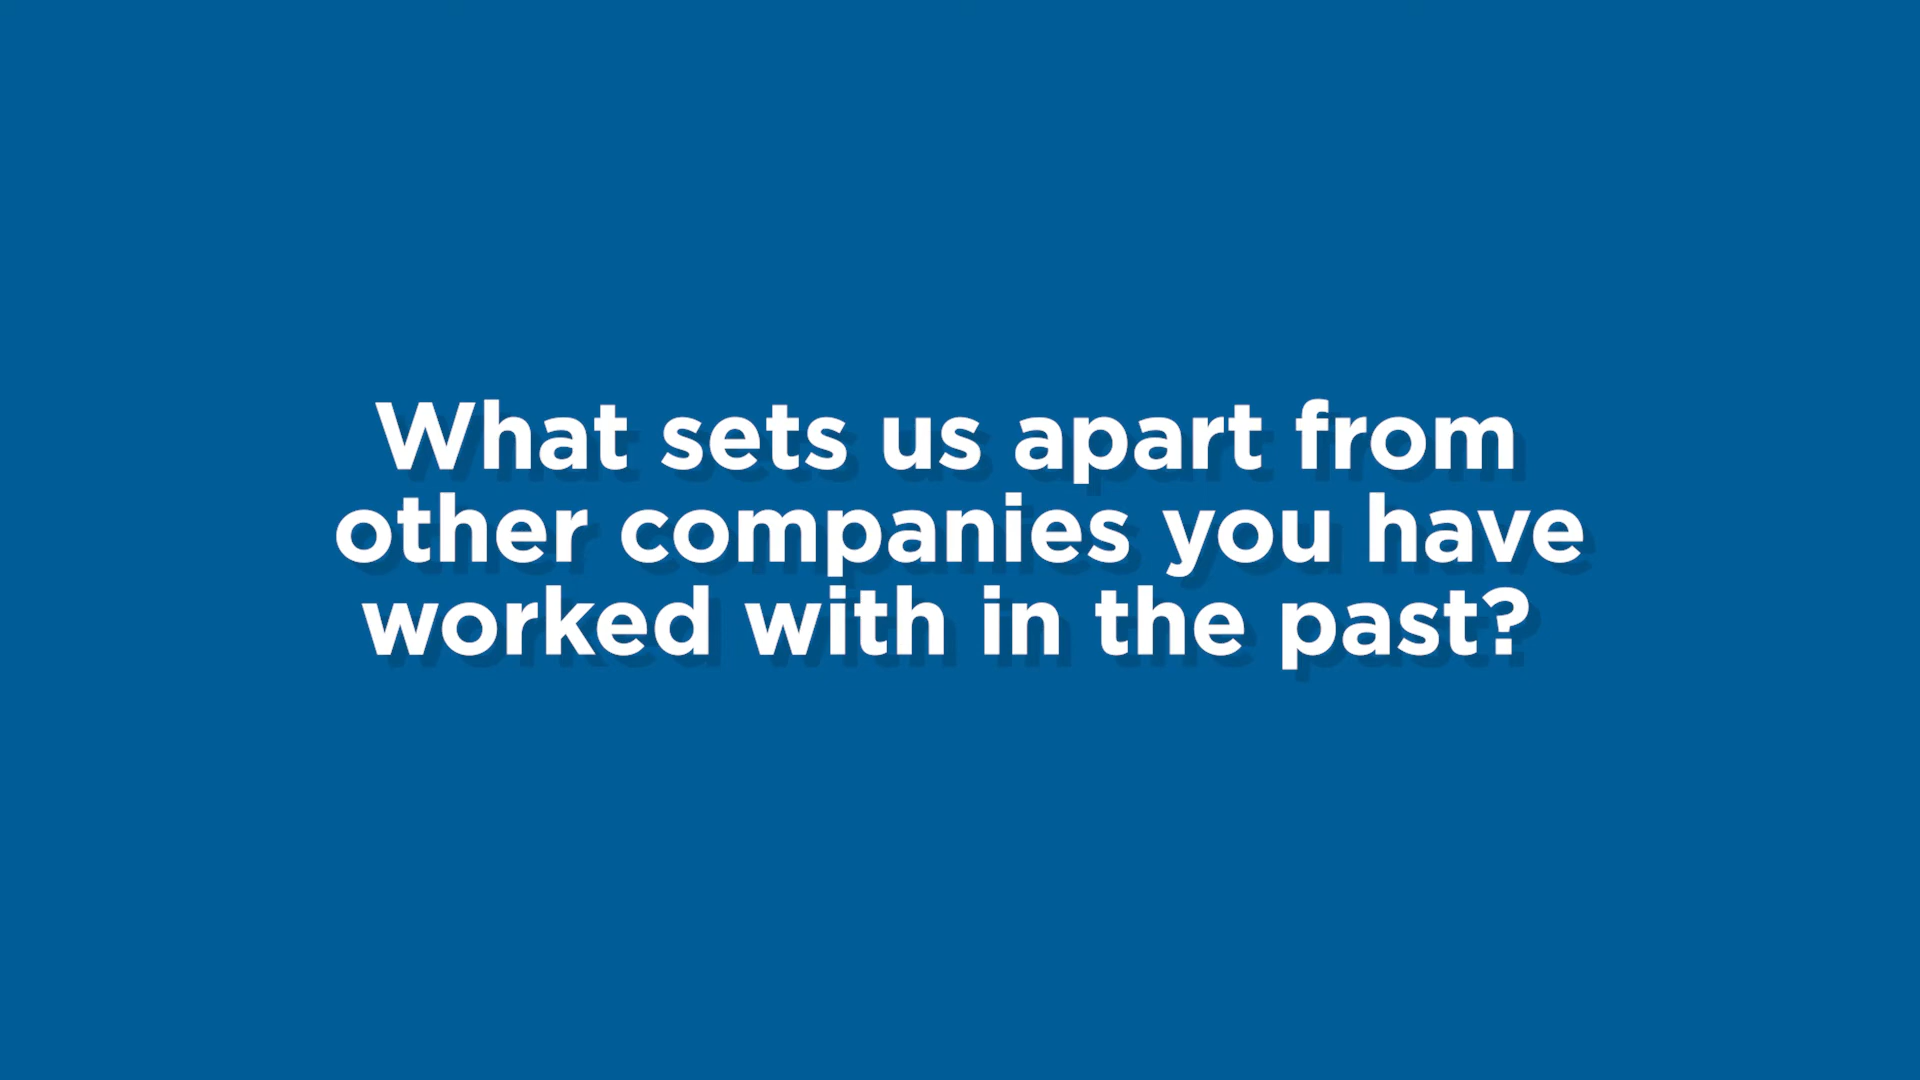 What sets us apart from
other companies you have
worked with in the past?